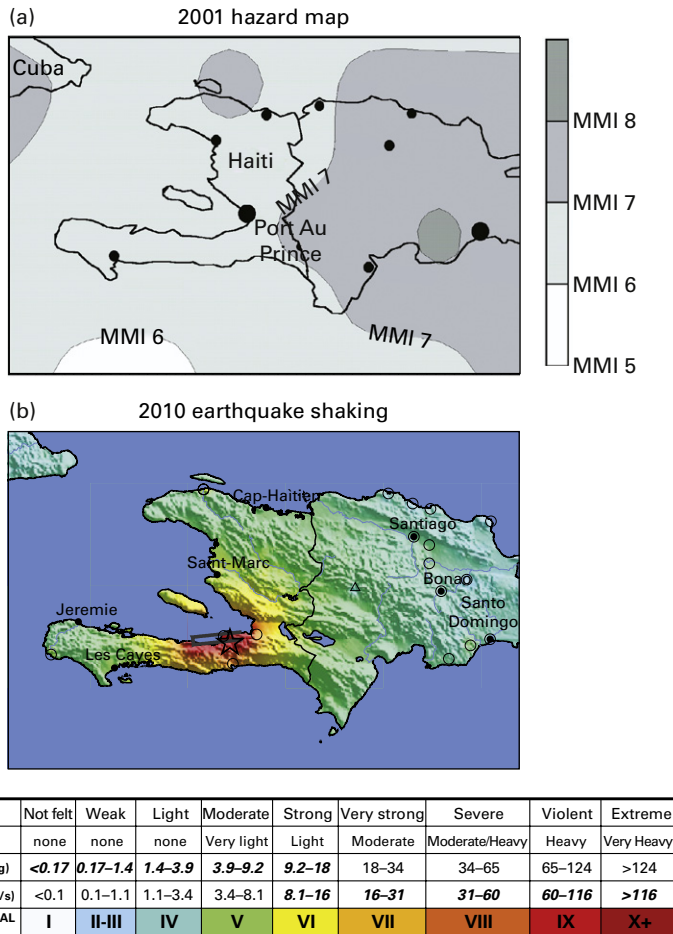 (a)
2001 hazard map
Cuba
Haiti
MMI 7
Port Au
Prince
MMI 6
MMI 7
MMI 8
MMI 7
MMI 6
MMI 5
(b)
2010 earthquake shaking
Cap-Haitien
Santiago
Saint-Marc
Bonao
Jeremie
Santo
Domingo
Les Cayes
Not felt Weak Light Moderate Strong Very strong Severe Violent Extreme
none none none Very light Light Moderate Moderate/Heavy Heavy Very Heavy
g) <0.17 0.17–1.4 1.4–3.9 3.9–9.2 9.2–18 18–34 34–65 65–124 >124
/s) <0.1 0.1–1.1 1.1–3.4 3.4–8.1 8.1–16 16–31 31–60 60–116 >116
AL I II-III IV V VI VII VIII IX X+